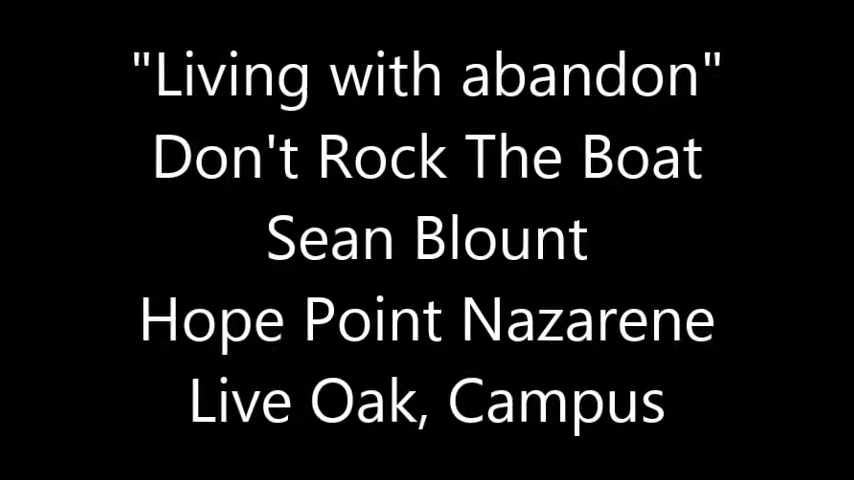 "Living with abandon"
Don't Rock The Boat
Sean Blount
Hope Point Nazarene
Live Oak, Campus